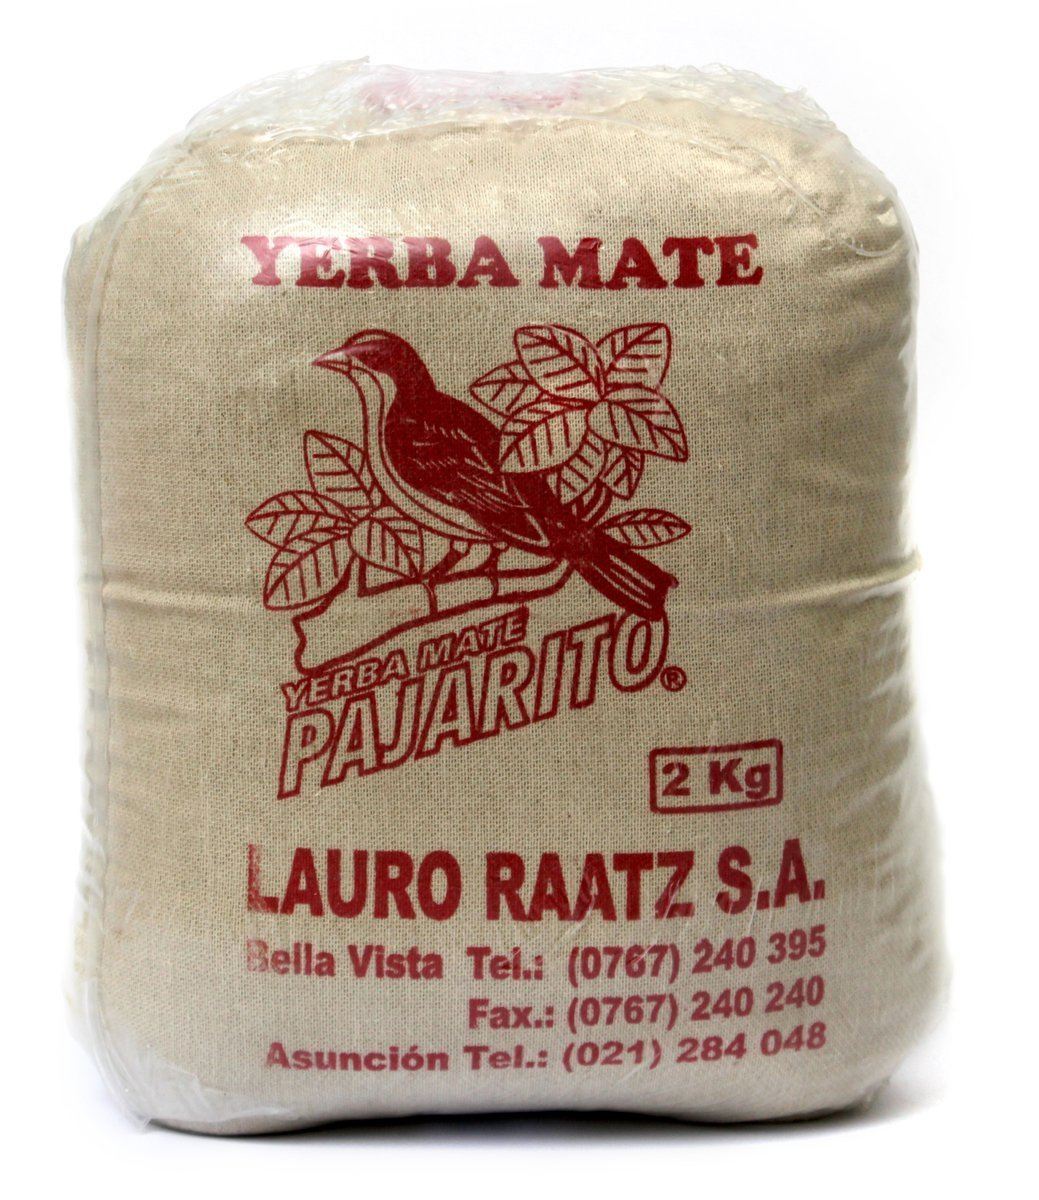 YERBA MATE
YERBA MATE
PAJARITO®
2 Kg
LAURO RAATZ S.A.
Bella Vista Tel.: (0767) 240 395
Fax.: (0767) 240 240
Asunción Tel.: (021) 284 048